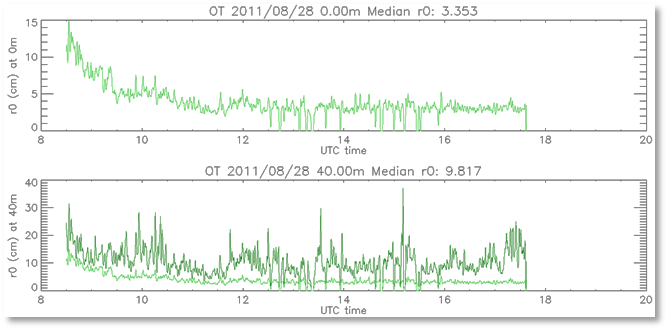 OT 2011/08/28 0.00m Median r0: 3.353
r0 (cm) at 0m
15
10
5
0
8 10 12 14 16 18 20
UTC time
OT 2011/08/28 40.00m Median r0: 9.817
r0 (cm) at 40m
40
30
20
10
0
8 10 12 14 16 18 20
UTC time